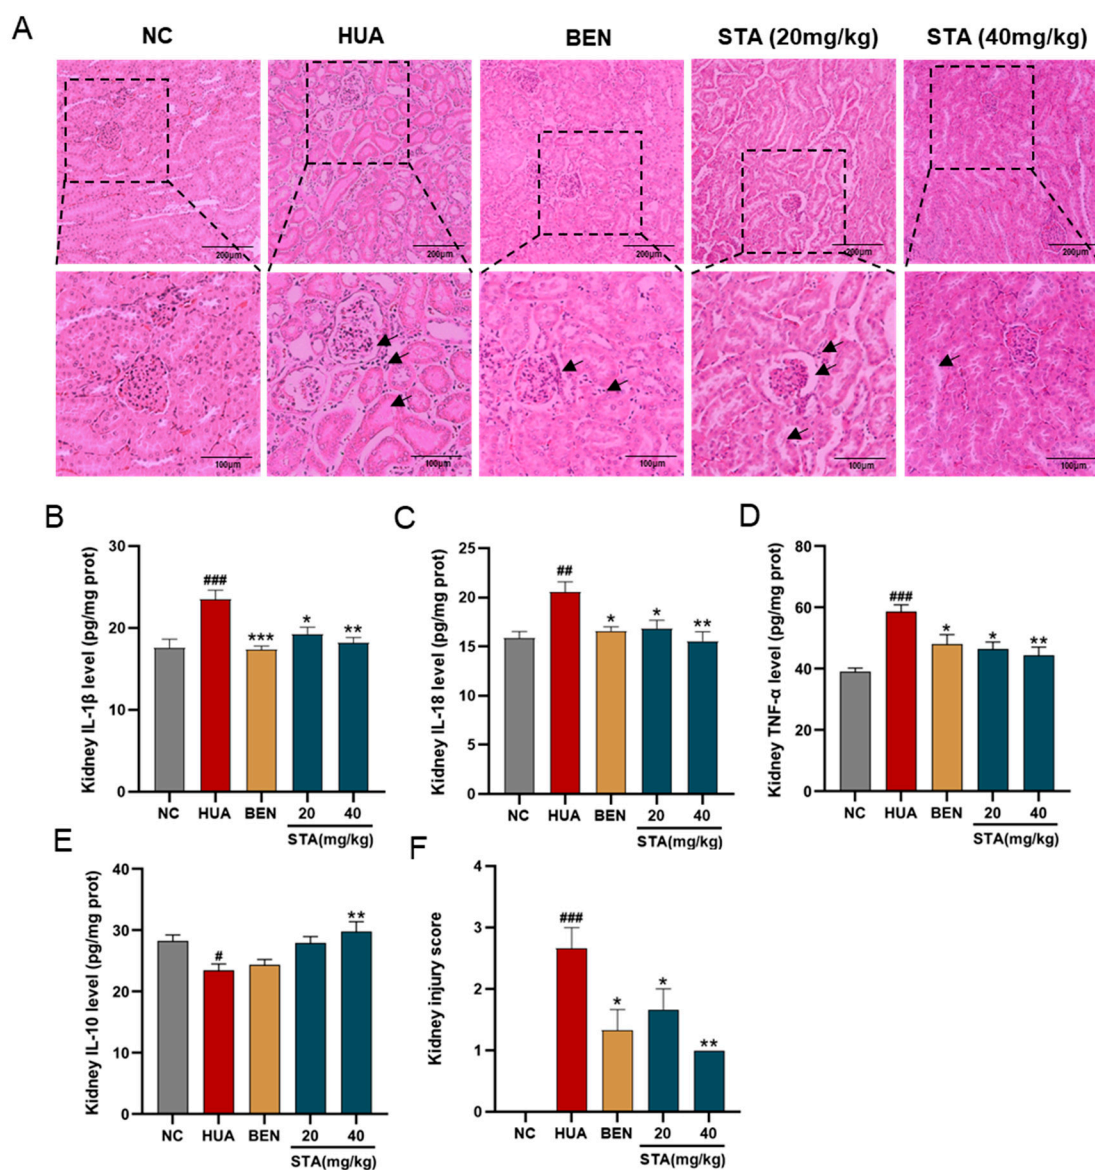 A
NC HUA BEN STA (20mg/kg) STA (40mg/kg)
200μm 200μm 200μm 200μm 200μm
100μm 100μm 100μm 100μm 100μm
B
Kidney IL-1β level (pg/mg prot)
30
20
10
0
###
***
*
**
NC HUA BEN 20 40
STA(mg/kg)
C
Kidney IL-18 level (pg/mg prot)
25
20
15
10
5
0
##
*
*
**
NC HUA BEN 20 40
STA(mg/kg)
D
Kidney TNF-α level (pg/mg prot)
80
60
40
20
0
###
*
*
**
NC HUA BEN 20 40
STA(mg/kg)
E
Kidney IL-10 level (pg/mg prot)
40
30
20
10
0
#
**
NC HUA BEN 20 40
STA(mg/kg)
F
Kidney injury score
4
3
2
1
0
###
*
*
**
NC HUA BEN 20 40
STA(mg/kg)